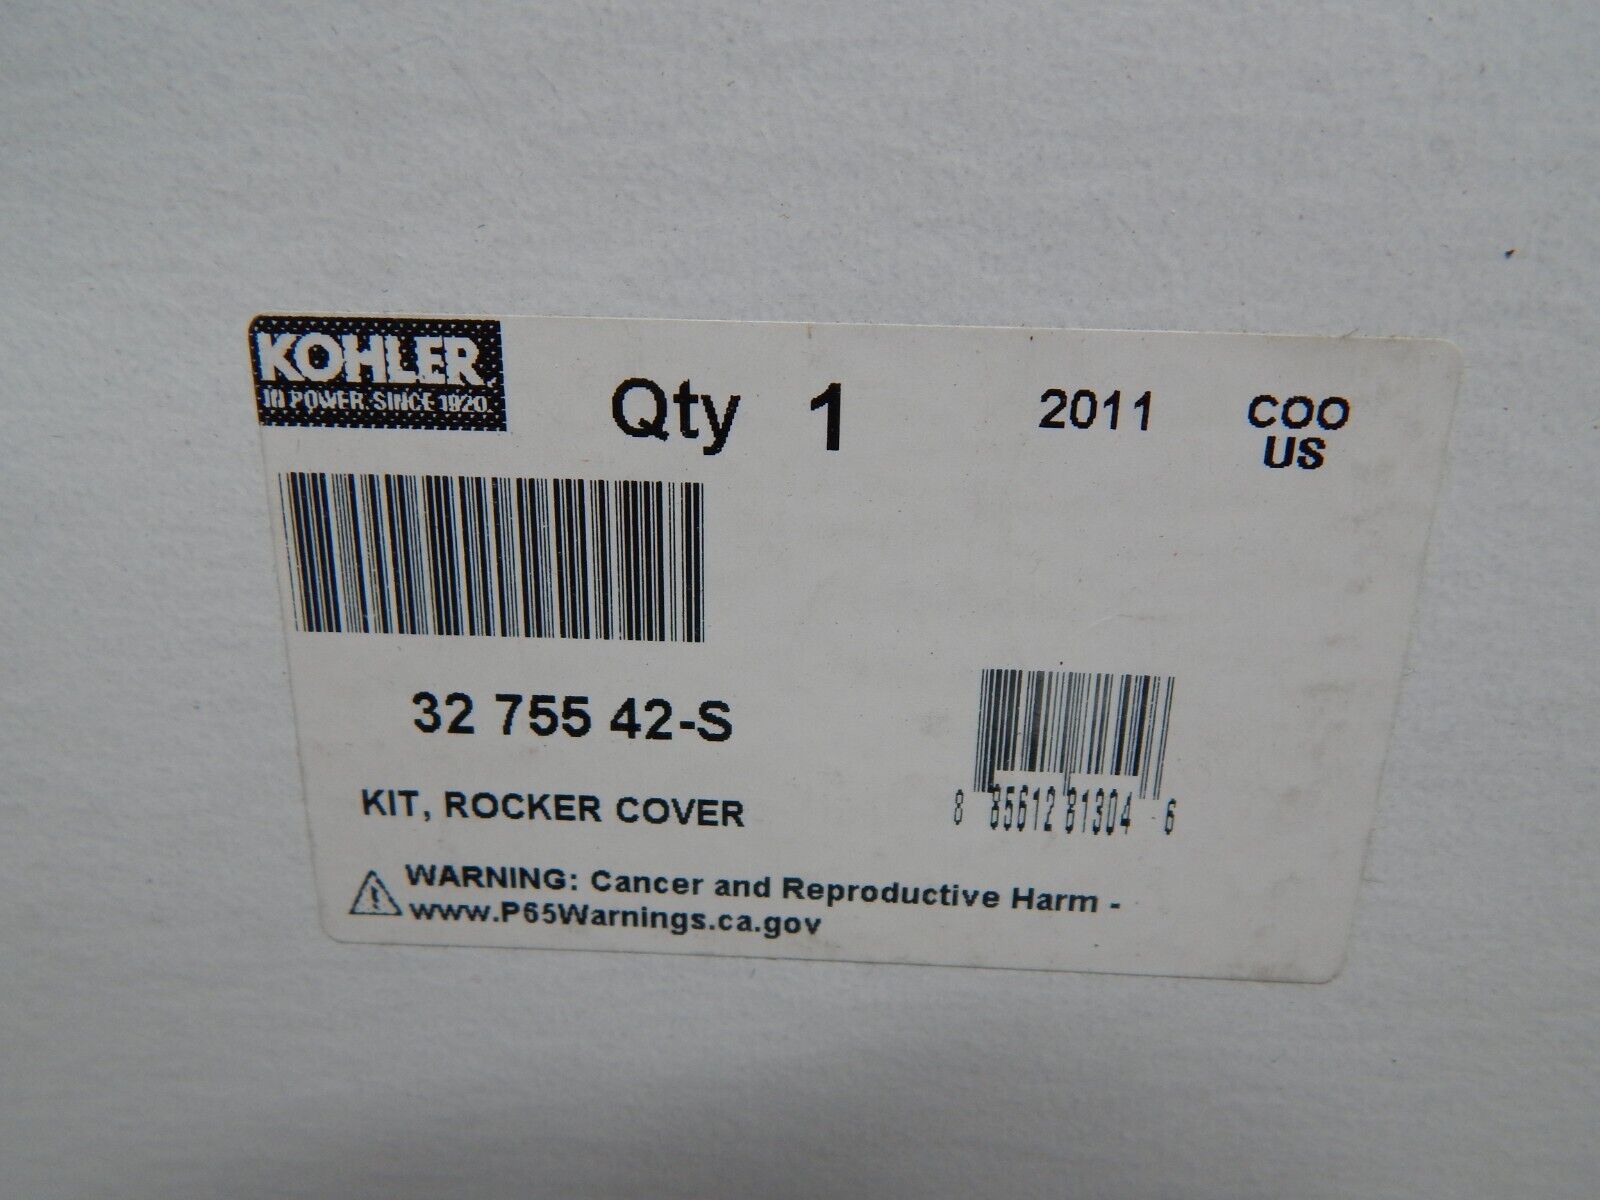 KOHLER
IN POWER. SINCE 1920.
Qty 1
2011
COO
US
32 755 42-S
KIT, ROCKER COVER
8 85612 81304 6
WARNING: Cancer and Reproductive Harm -
www.P65Warnings.ca.gov